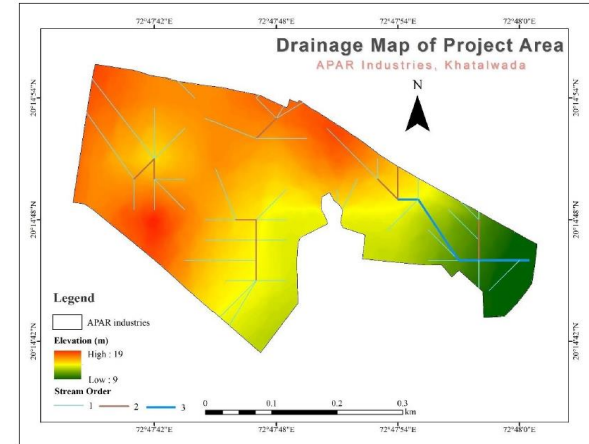 72°47'42"E 72°47'48"E 72°47'54"E 72°48'0"E
Drainage Map of Project Area
APAR Industries, Khatalwada
N
20°14'54"N 20°14'54"N
20°14'48"N 20°14'48"N
20°14'42"N 20°14'42"N
Legend
APAR industries
Elevation (m)
High : 19
Low : 9
Stream Order
1 2 3
0 0.1 0.2 0.3
km
72°47'42"E 72°47'48"E 72°47'54"E 72°48'0"E